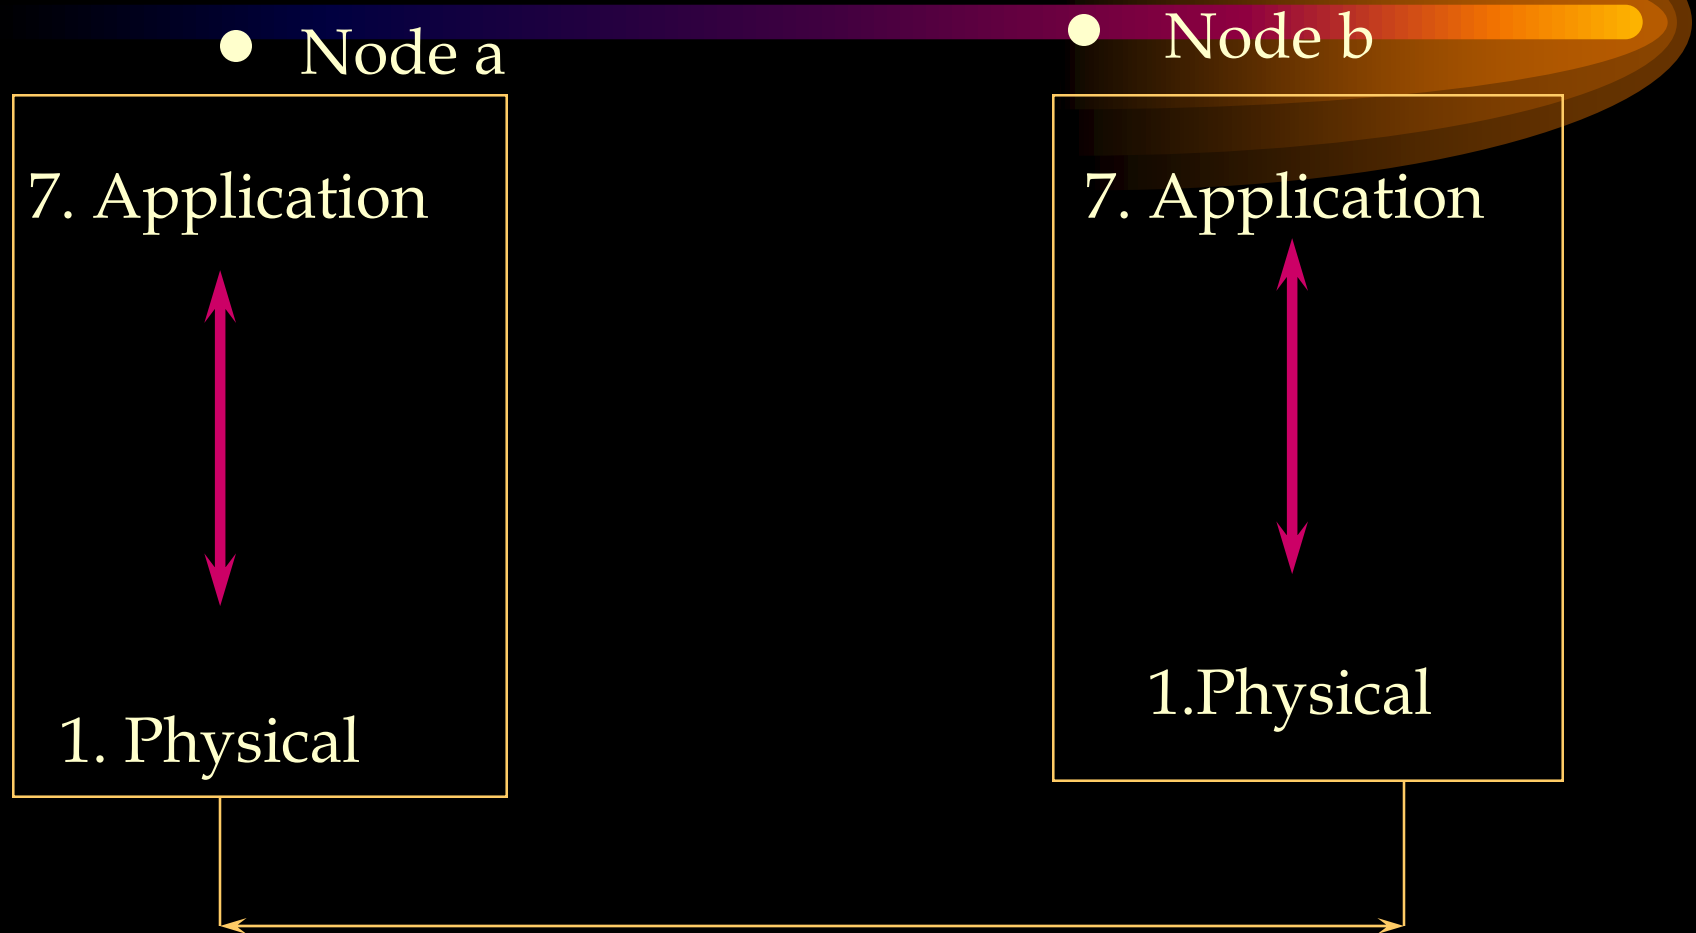 Node a
Node b
7. Application
7. Application
1. Physical
1.Physical